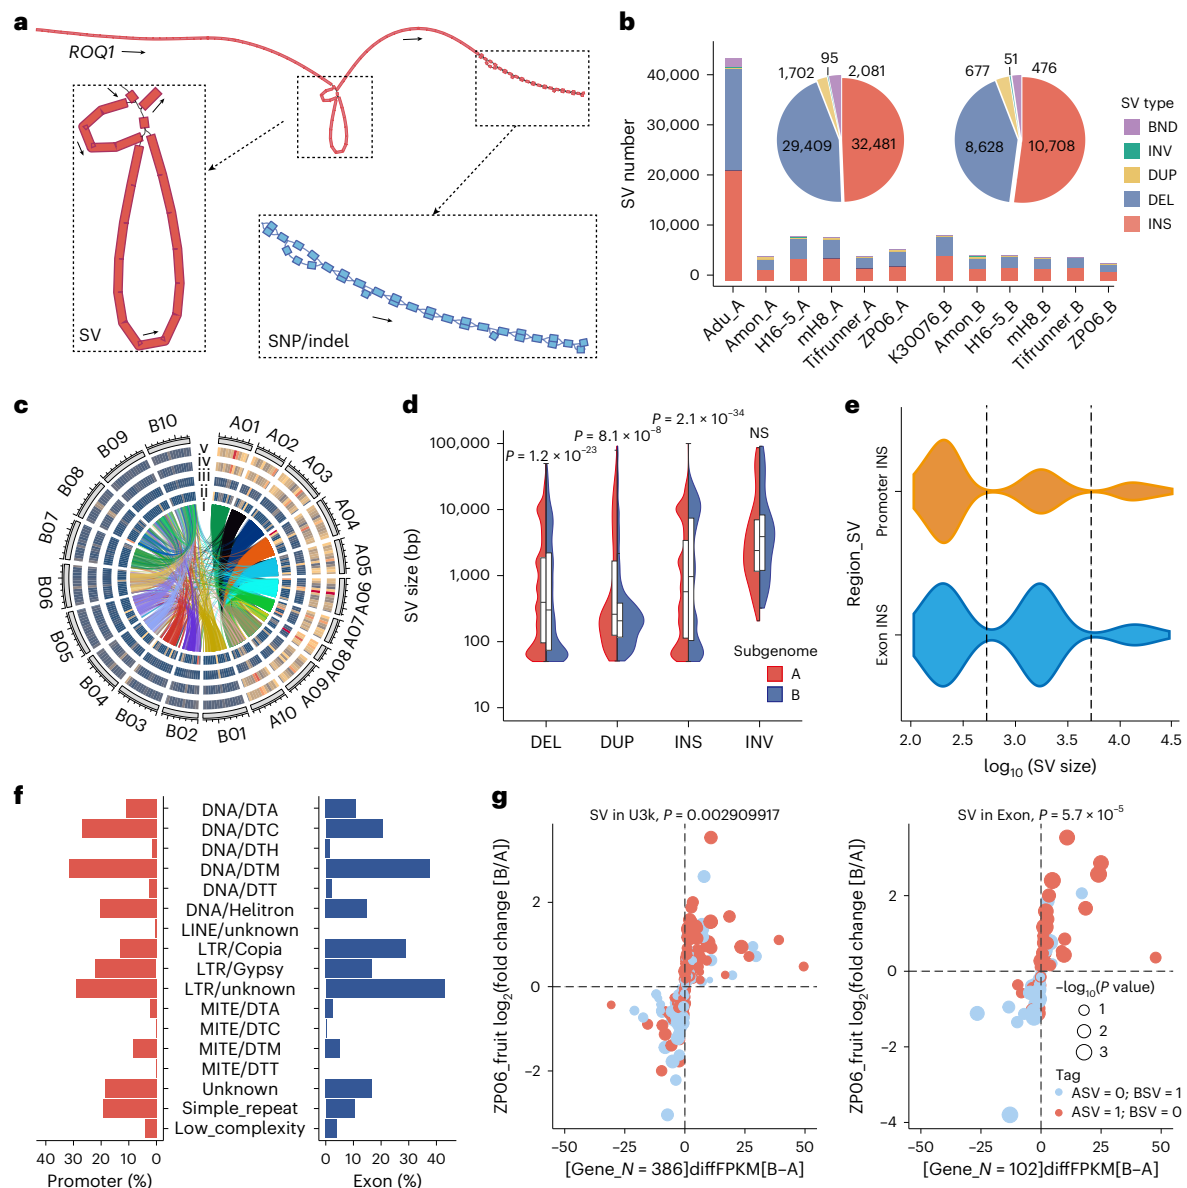 a
ROQ1
SV
SNP/indel
b
SV number
40,000
30,000
20,000
10,000
0
1,702
95
2,081
29,409
32,481
677
51
476
8,628
10,708
SV type
BND
INV
DUP
DEL
INS
Adu_A
Amon_A
H16–5_A
mH8_A
Tifrunner_A
ZP06_A
K30076_B
Amon_B
H16–5_B
mH8_B
Tifrunner_B
ZP06_B
c
A01
A02
A03
A04
A05
A06
A07
A08
A09
A10
B01
B02
B03
B04
B05
B06
B07
B08
B09
B10
v
iv
iii
ii
i
d
SV size (bp)
100,000
10,000
1,000
100
10
P = 1.2 × 10⁻²³
P = 8.1 × 10⁻⁸
P = 2.1 × 10⁻³⁴
NS
Subgenome
A
B
DEL DUP INS INV
e
Region_SV
Promoter INS
Exon INS
2.0 2.5 3.0 3.5 4.0 4.5
log₁₀ (SV size)
f
DNA/DTA
DNA/DTC
DNA/DTH
DNA/DTM
DNA/DTT
DNA/Helitron
LINE/unknown
LTR/Copia
LTR/Gypsy
LTR/unknown
MITE/DTA
MITE/DTC
MITE/DTM
MITE/DTT
Unknown
Simple_repeat
Low_complexity
40 30 20 10 0
Promoter (%)
0 10 20 30 40
Exon (%)
g
SV in U3k, P = 0.002909917
ZP06_fruit log₂(fold change [B/A])
2
0
−2
−50 −25 0 25 50
[Gene_N = 386]diffFPKM[B−A]
SV in Exon, P = 5.7 × 10⁻⁵
ZP06_fruit log₂(fold change [B/A])
2
0
−2
−4
−50 −25 0 25 50
[Gene_N = 102]diffFPKM[B−A]
−log₁₀(P value)
1
2
3
Tag
ASV = 0; BSV = 1
ASV = 1; BSV = 0